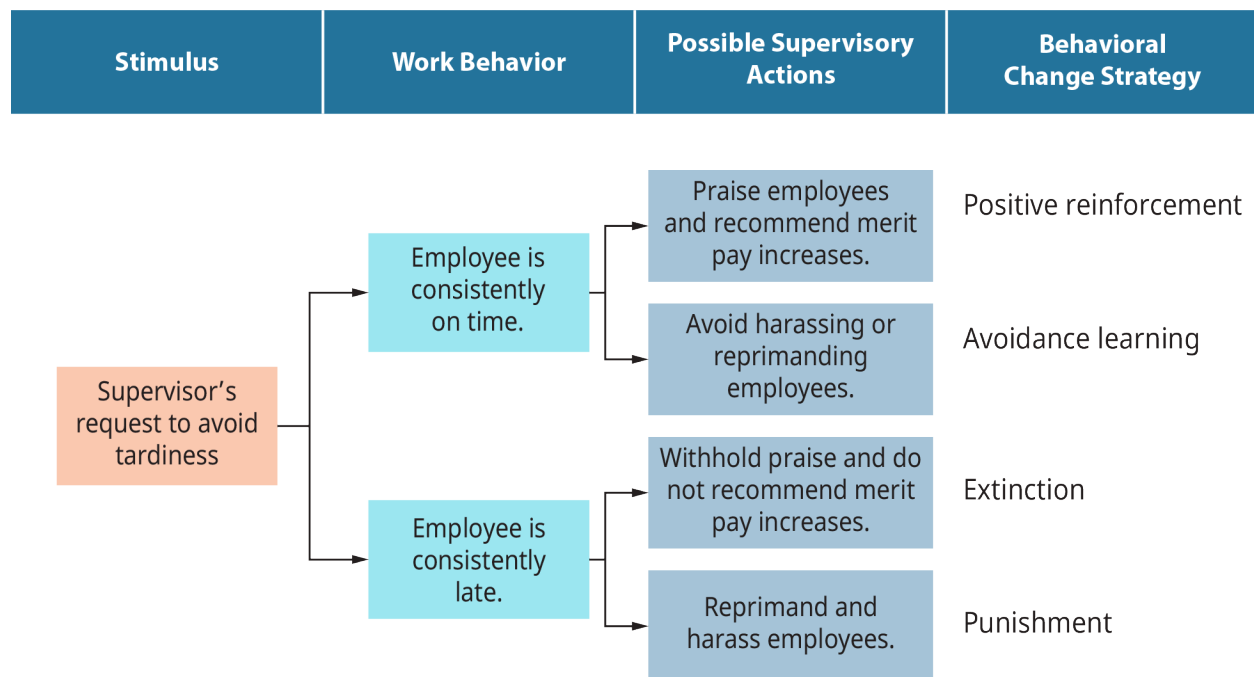 Stimulus
Work Behavior
Possible Supervisory
Actions
Behavioral
Change Strategy
Supervisor’s
request to avoid
tardiness
Employee is
consistently
on time.
Employee is
consistently
late.
Praise employees
and recommend merit
pay increases.
Positive reinforcement
Avoid harassing or
reprimanding
employees.
Avoidance learning
Withhold praise and do
not recommend merit
pay increases.
Extinction
Reprimand and
harass employees.
Punishment